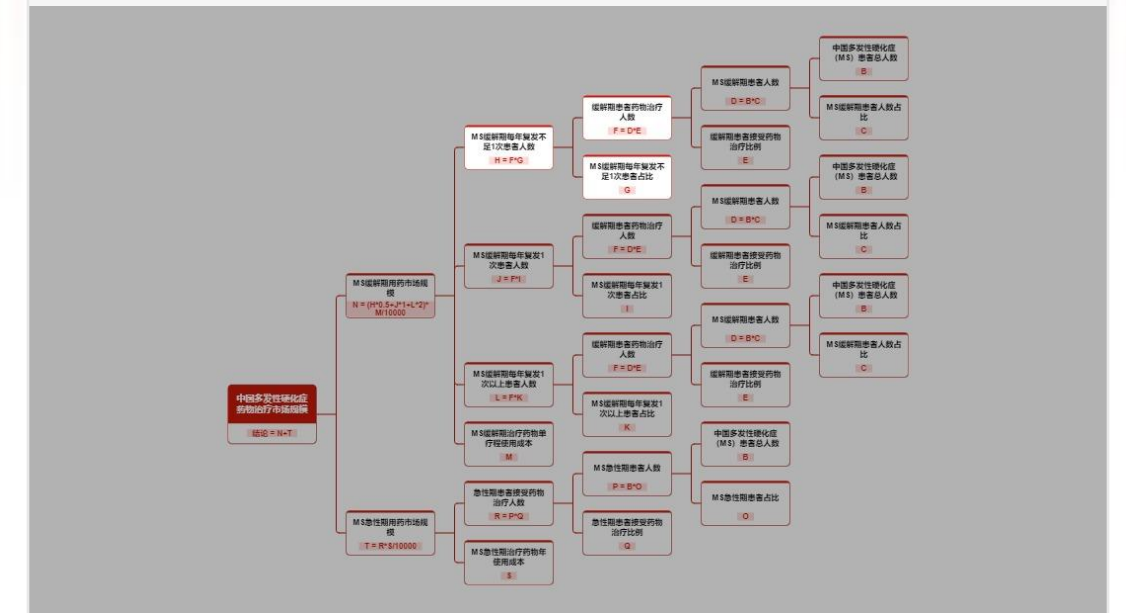 中国多发性硬化症
药物治疗市场规模
结论 = N+T
MS缓解期用药市场规
模
N = (H*0.5+J*1+L*2)*
M/10000
MS缓解期每年复发不
足1次患者人数
H = F*G
缓解期患者药物治疗
人数
F = D*E
MS缓解期患者人数
D = B*C
中国多发性硬化症
（MS）患者总人数
B
MS缓解期患者人数占
比
C
缓解期患者接受药物
治疗比例
E
MS缓解期每年复发不
足1次患者占比
G
MS缓解期每年复发1
次患者人数
J = F*I
缓解期患者药物治疗
人数
F = D*E
MS缓解期患者人数
D = B*C
中国多发性硬化症
（MS）患者总人数
B
MS缓解期患者人数占
比
C
缓解期患者接受药物
治疗比例
E
MS缓解期每年复发1
次患者占比
I
MS缓解期每年复发1
次以上患者人数
L = F*K
缓解期患者药物治疗
人数
F = D*E
MS缓解期患者人数
D = B*C
中国多发性硬化症
（MS）患者总人数
B
MS缓解期患者人数占
比
C
缓解期患者接受药物
治疗比例
E
MS缓解期每年复发1
次以上患者占比
K
MS缓解期治疗药物单
疗程使用成本
M
MS急性期用药市场规
模
T = R*S/10000
急性期患者接受药物
治疗人数
R = P*Q
MS急性期患者人数
P = B*O
中国多发性硬化症
（MS）患者总人数
B
MS急性期患者占比
O
急性期患者接受药物
治疗比例
Q
MS急性期治疗药物年
使用成本
S